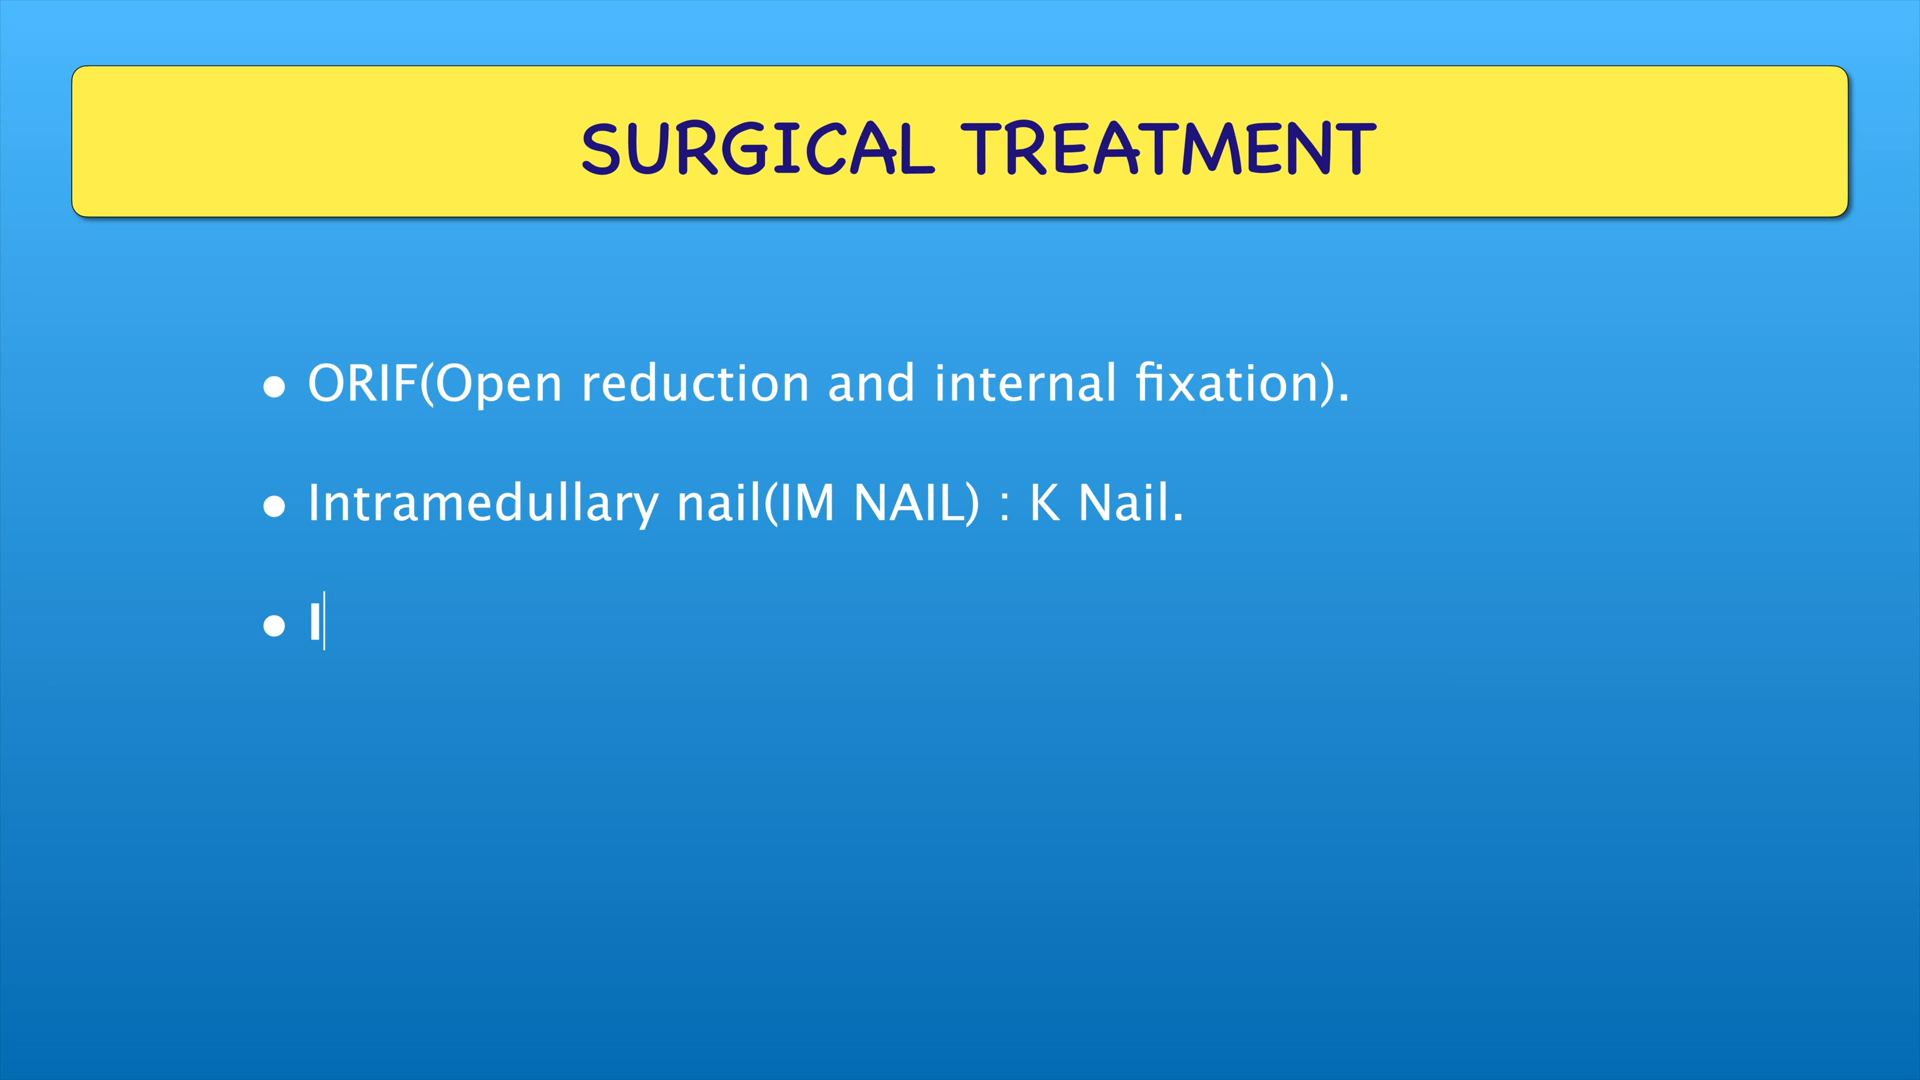 SURGICAL TREATMENT
• ORIF(Open reduction and internal fixation).
• Intramedullary nail(IM NAIL) : K Nail.
• I